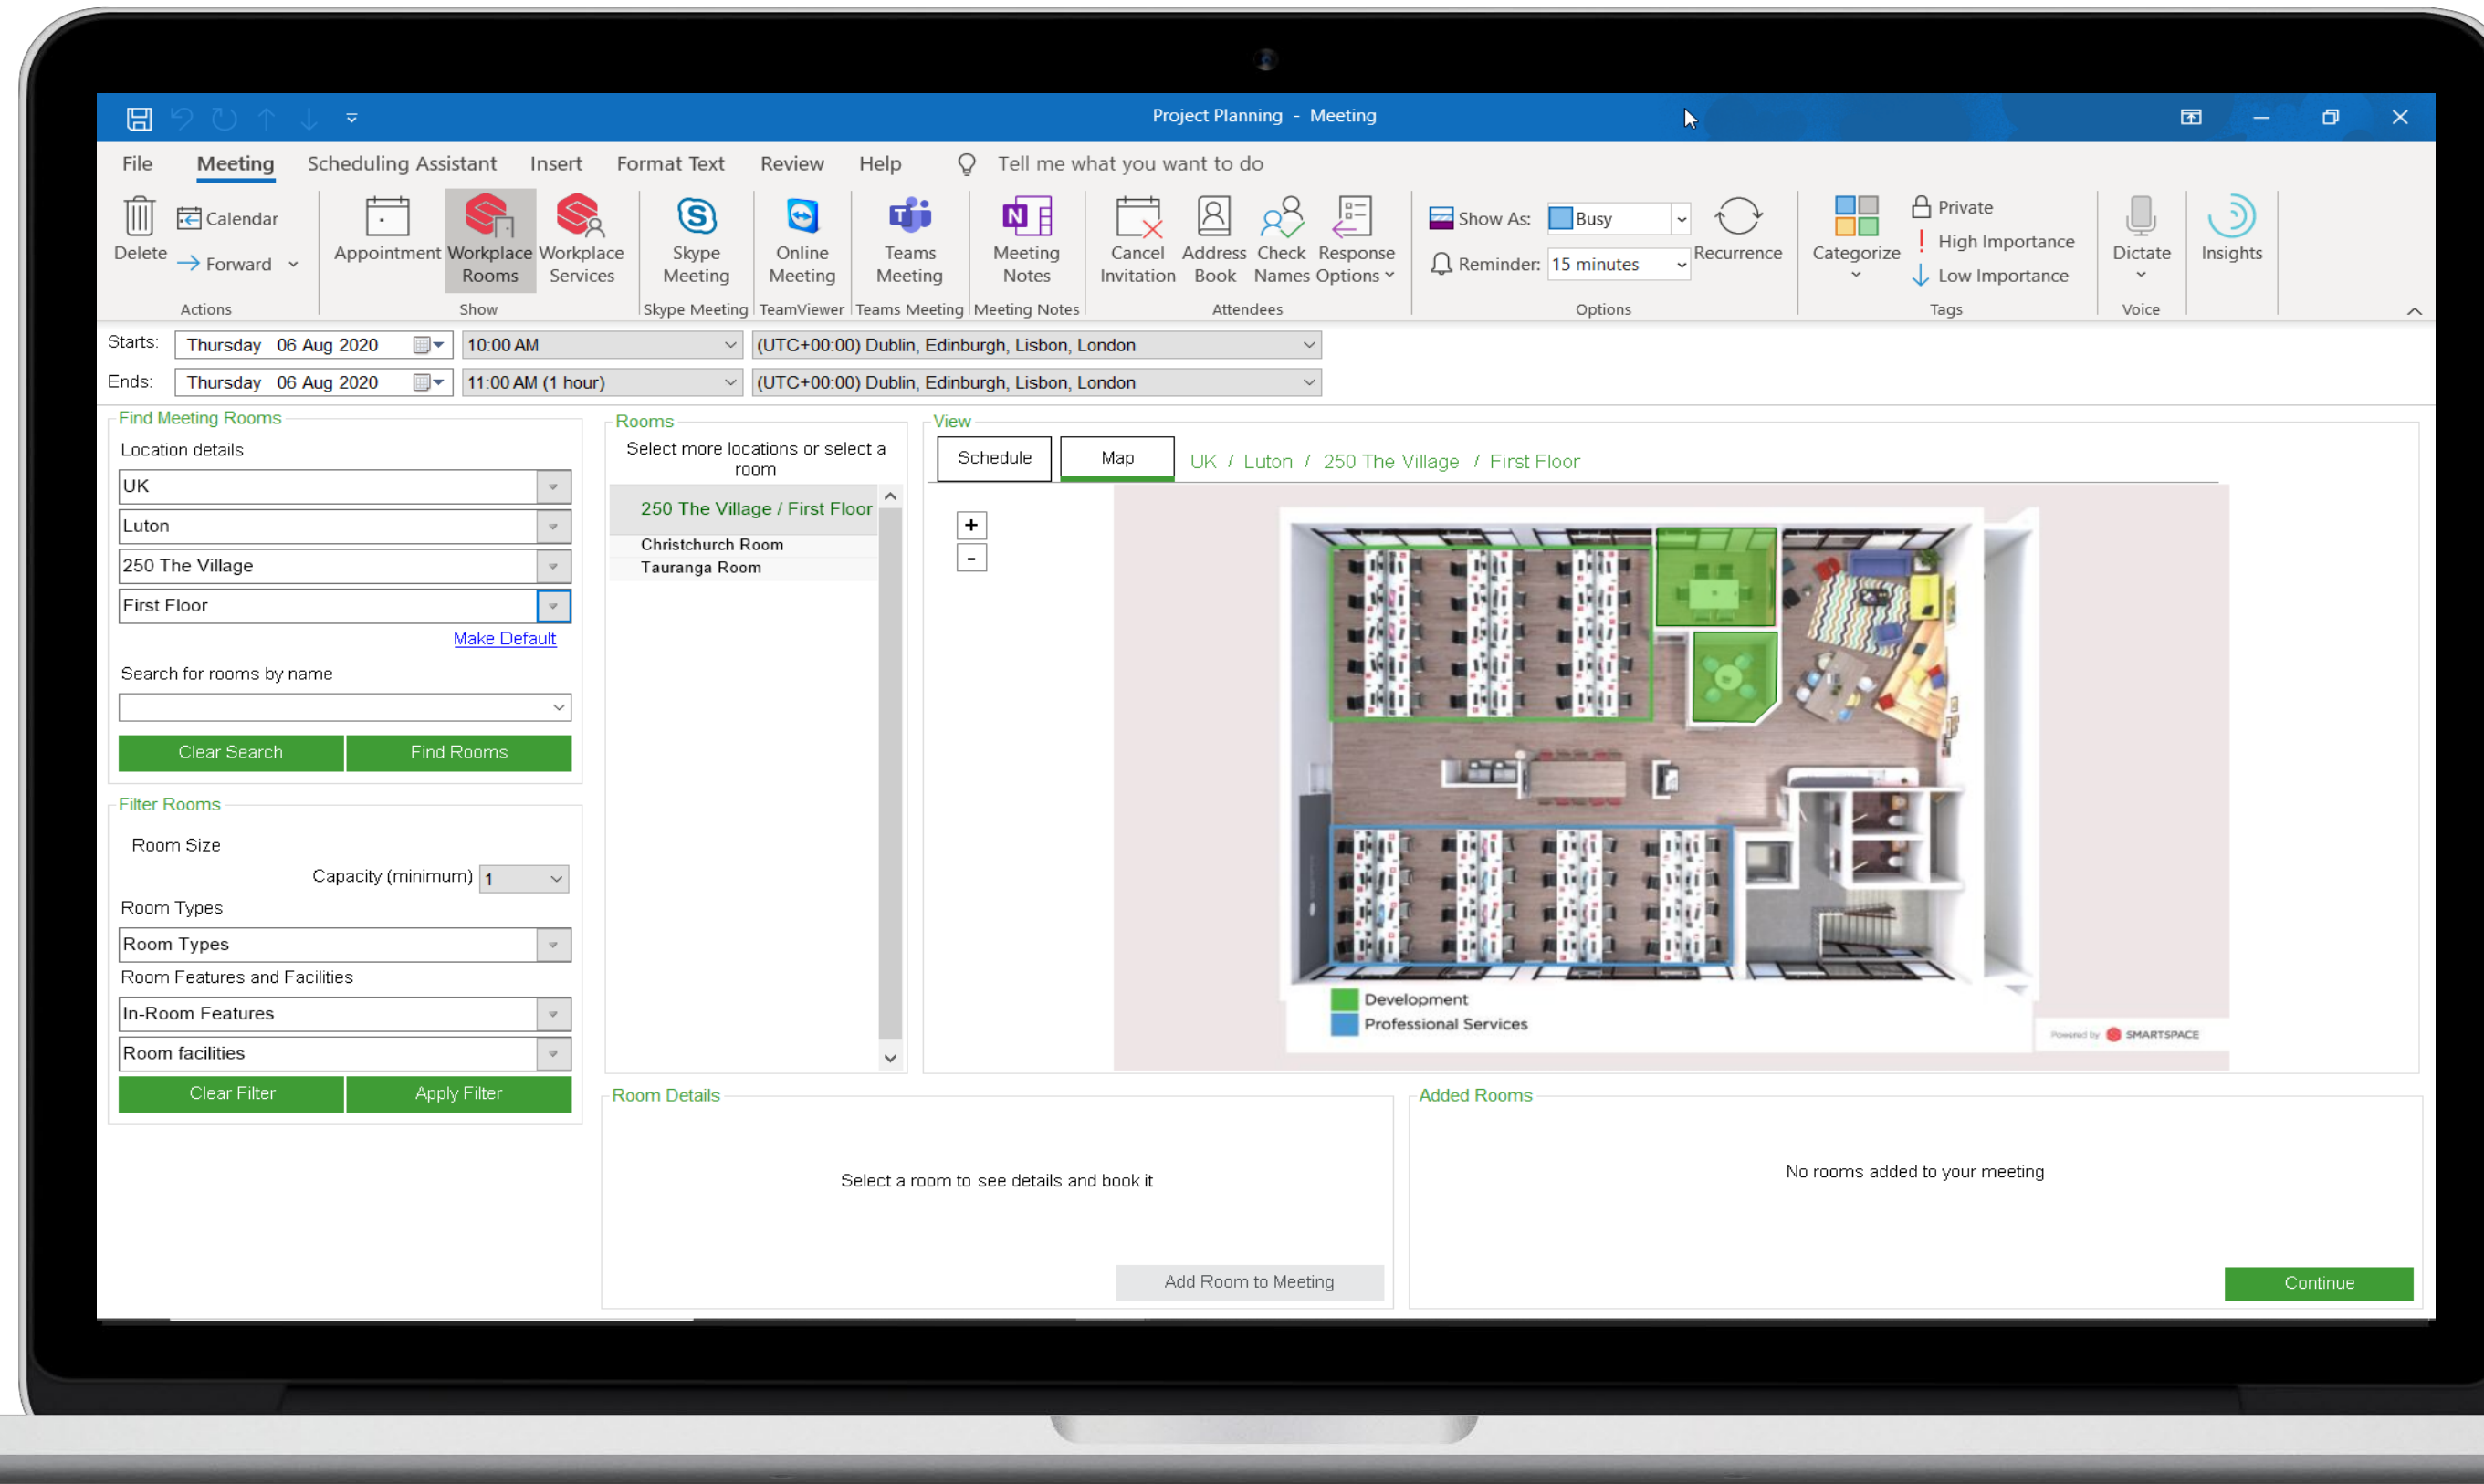 Project Planning - Meeting
File Meeting Scheduling Assistant Insert Format Text Review Help Tell me what you want to do
Delete
Calendar
Forward
Appointment
Workplace Rooms
Workplace Services
Skype Meeting
Online Meeting
Teams Meeting
Meeting Notes
Cancel Invitation
Address Book
Check Names
Response Options
Show As: Busy
Reminder: 15 minutes
Recurrence
Categorize
Private
High Importance
Low Importance
Dictate
Insights
Actions Show Skype Meeting TeamViewer Teams Meeting Meeting Notes Attendees Options Tags Voice
Starts: Thursday 06 Aug 2020 10:00 AM (UTC+00:00) Dublin, Edinburgh, Lisbon, London
Ends: Thursday 06 Aug 2020 11:00 AM (1 hour) (UTC+00:00) Dublin, Edinburgh, Lisbon, London
Find Meeting Rooms
Location details
UK
Luton
250 The Village
First Floor
Make Default
Search for rooms by name
Clear Search Find Rooms
Filter Rooms
Room Size
Capacity (minimum) 1
Room Types
Room Types
Room Features and Facilities
In-Room Features
Room facilities
Clear Filter Apply Filter
Rooms
Select more locations or select a
room
250 The Village / First Floor
Christchurch Room
Tauranga Room
View
Schedule Map UK / Luton / 250 The Village / First Floor
+
-
Development
Professional Services
Powered by SMARTSPACE
Room Details
Select a room to see details and book it
Add Room to Meeting
Added Rooms
No rooms added to your meeting
Continue